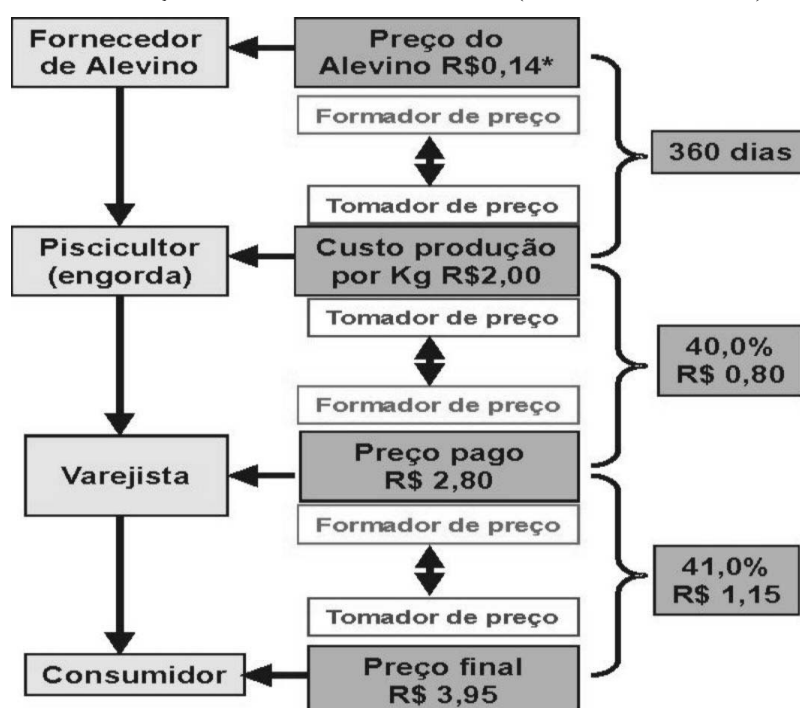 Fornecedor
de Alevino
Preço do
Alevino R$0,14*
Formador de preço
360 dias
Tomador de preço
Piscicultor
(engorda)
Custo produção
por Kg R$2,00
Tomador de preço
40,0%
R$ 0,80
Formador de preço
Varejista
Preço pago
R$ 2,80
Formador de preço
41,0%
R$ 1,15
Tomador de preço
Consumidor
Preço final
R$ 3,95